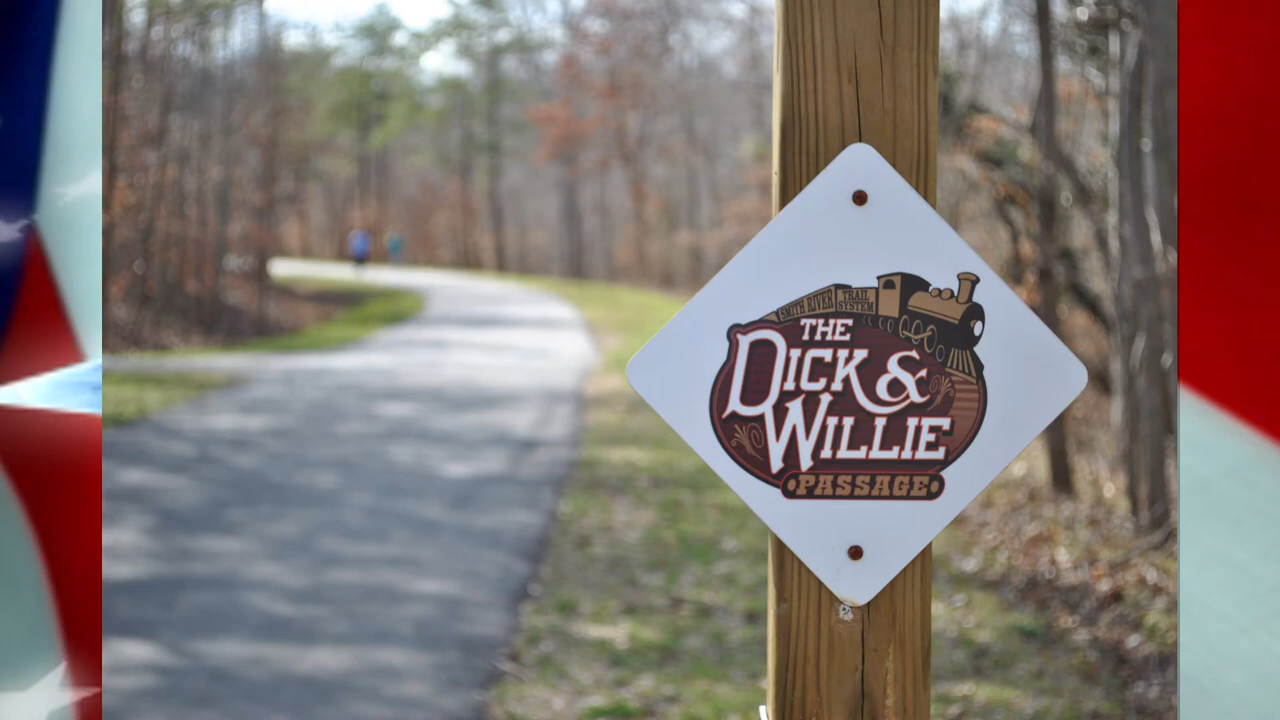 SMITH RIVER TRAIL SYSTEM
THE
DICK &
WILLIE
PASSAGE